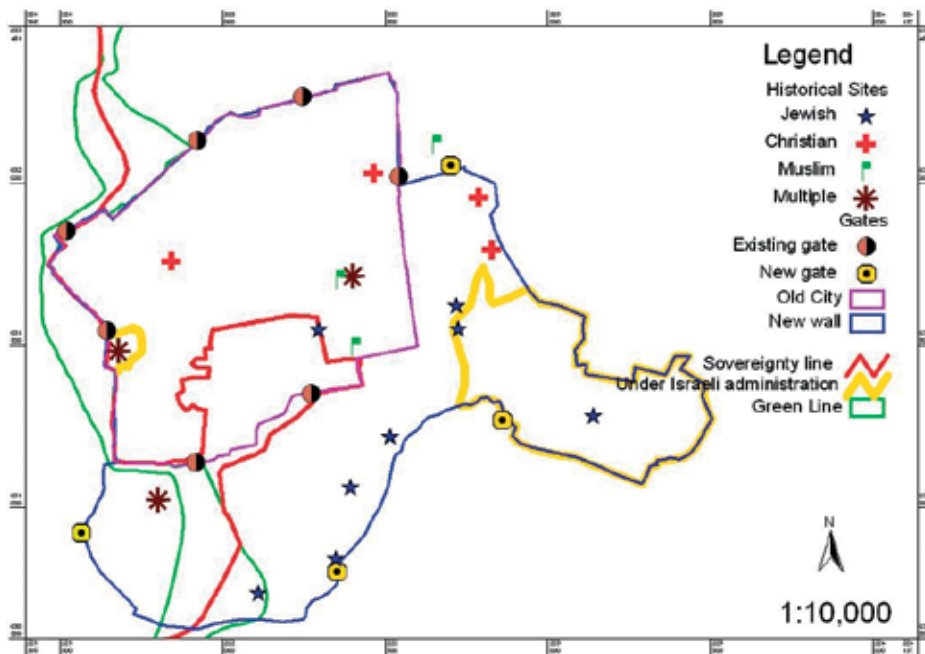 Legend
Historical Sites
Jewish
Christian
Muslim
Multiple
Gates
Existing gate
New gate
Old City
New wall
Sovereignty line
Under Israeli administration
Green Line
N
1:10,000